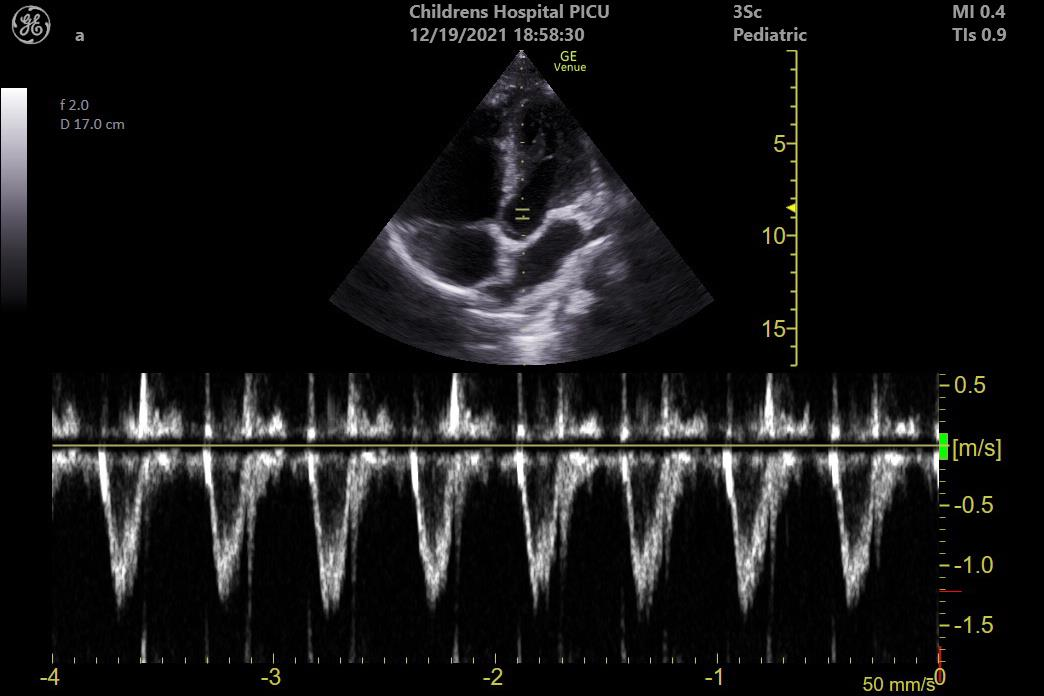 Childrens Hospital PICU
12/19/2021 18:58:30
3Sc
Pediatric
MI 0.4
TIs 0.9
GE
a
GE
Venue
f 2.0
D 17.0 cm
5
10
15
0.5
[m/s]
-0.5
-1.0
-1.5
-4
-3
-2
-1
0
50 mm/s